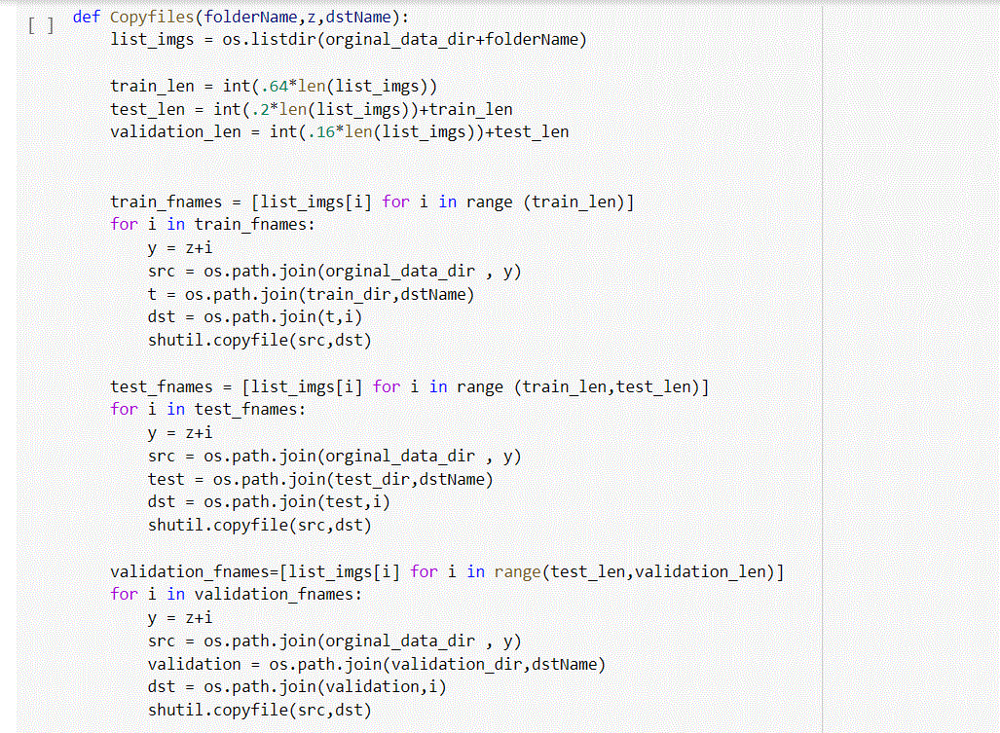 [ ] def Copyfiles(folderName,z,dstName):
    list_imgs = os.listdir(orginal_data_dir+folderName)

    train_len = int(.64*len(list_imgs))
    test_len = int(.2*len(list_imgs))+train_len
    validation_len = int(.16*len(list_imgs))+test_len


    train_fnames = [list_imgs[i] for i in range (train_len)]
    for i in train_fnames:
        y = z+i
        src = os.path.join(orginal_data_dir , y)
        t = os.path.join(train_dir,dstName)
        dst = os.path.join(t,i)
        shutil.copyfile(src,dst)

    test_fnames = [list_imgs[i] for i in range (train_len,test_len)]
    for i in test_fnames:
        y = z+i
        src = os.path.join(orginal_data_dir , y)
        test = os.path.join(test_dir,dstName)
        dst = os.path.join(test,i)
        shutil.copyfile(src,dst)

    validation_fnames=[list_imgs[i] for i in range(test_len,validation_len)]
    for i in validation_fnames:
        y = z+i
        src = os.path.join(orginal_data_dir , y)
        validation = os.path.join(validation_dir,dstName)
        dst = os.path.join(validation,i)
        shutil.copyfile(src,dst)